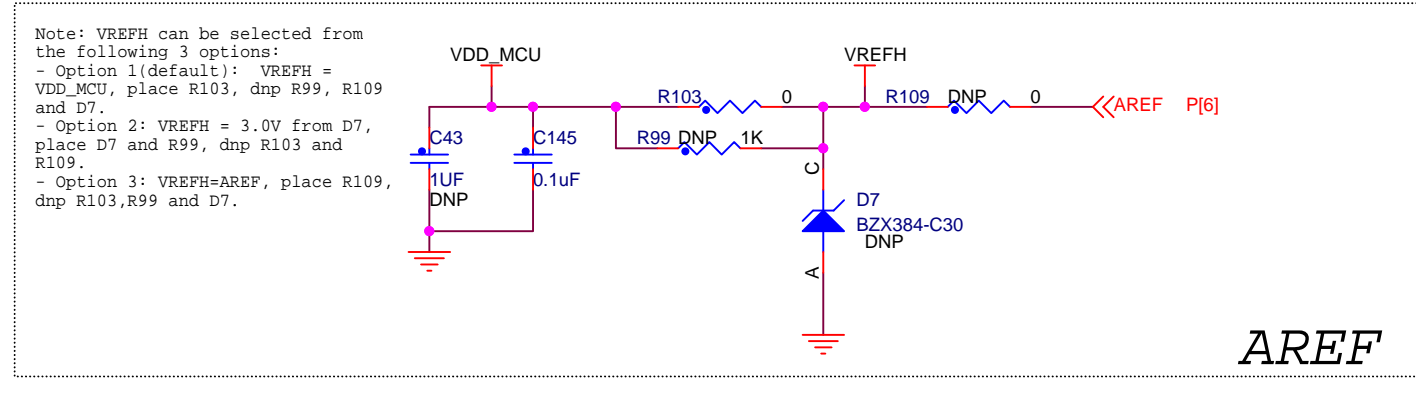 Note: VREFH can be selected from
the following 3 options:
- Option 1(default):  VREFH =
VDD_MCU, place R103, dnp R99, R109
and D7.
- Option 2: VREFH = 3.0V from D7,
place D7 and R99, dnp R103 and
R109.
- Option 3: VREFH=AREF, place R109,
dnp R103,R99 and D7.
VDD_MCU
VREFH
R103
0
R109
DNP
0
AREF
P[6]
C43
C145
R99
DNP
1K
1UF
0.1uF
DNP
C
D7
BZX384-C30
DNP
A
AREF